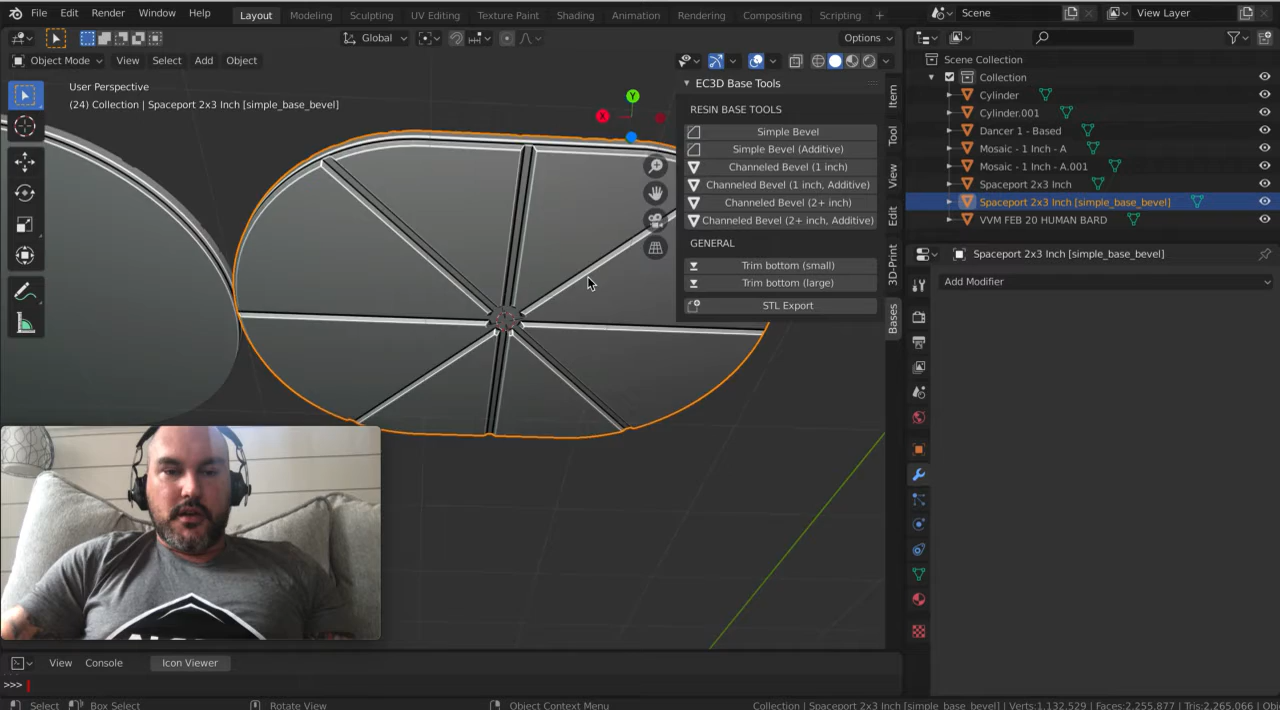 File Edit Render Window Help Layout Modeling Sculpting UV Editing Texture Paint Shading Animation Rendering Compositing Scripting + Scene View Layer
Global Options
Object Mode View Select Add Object
User Perspective
(24) Collection | Spaceport 2x3 Inch [simple_base_bevel]
Y
X
EC3D Base Tools
RESIN BASE TOOLS
Simple Bevel
Simple Bevel (Additive)
Channeled Bevel (1 inch)
Channeled Bevel (1 inch, Additive)
Channeled Bevel (2+ inch)
Channeled Bevel (2+ inch, Additive)
GENERAL
Trim bottom (small)
Trim bottom (large)
STL Export
Item
Tool
View
Edit
3D-Print
Bases
Scene Collection
Collection
Cylinder
Cylinder.001
Dancer 1 - Based
Mosaic - 1 Inch - A
Mosaic - 1 Inch - A.001
Spaceport 2x3 Inch
Spaceport 2x3 Inch [simple_base_bevel]
VVM FEB 20 HUMAN BARD
Spaceport 2x3 Inch [simple_base_bevel]
Add Modifier
View Console Icon Viewer
>>>
Select Box Select Rotate View Object Context Menu Collection | Spaceport 2x3 Inch [simple_base_bevel] | Verts:1,132,529 | Faces:2,255,877 | Tris:2,265,066 | Obj